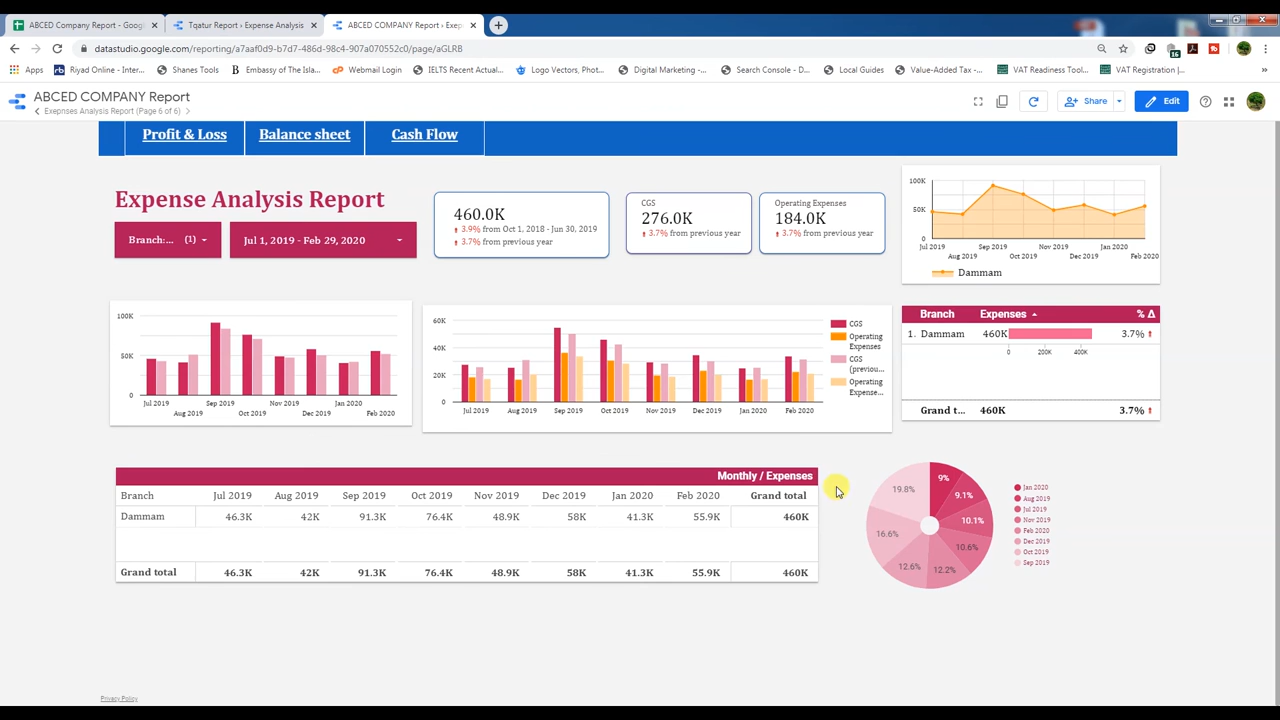 ABCED Company Report - Goog
Tqatur Report › Expense Analysis
ABCED COMPANY Report › Exep
datastudio.google.com/reporting/a7aaf0d9-b7d7-486d-98c4-907a070552c0/page/aGLRB
Apps
Riyad Online - Inter...
Shanes Tools
Embassy of The Isla...
Webmail Login
IELTS Recent Actual...
Logo Vectors, Phot...
Digital Marketing -...
Search Console - D...
Local Guides
Value-Added Tax -...
VAT Readiness Tool...
VAT Registration |...
ABCED COMPANY Report
Exepnses Analysis Report (Page 6 of 6)
Share
Edit
Profit & Loss
Balance sheet
Cash Flow
Expense Analysis Report
Branch:... (1)
Jul 1, 2019 - Feb 29, 2020
460.0K
3.9% from Oct 1, 2018 - Jun 30, 2019
3.7% from previous year
CGS
276.0K
3.7% from previous year
Operating Expenses
184.0K
3.7% from previous year
100K
50K
0
Jul 2019
Sep 2019
Nov 2019
Jan 2020
Aug 2019
Oct 2019
Dec 2019
Feb 2020
Dammam
100K
50K
0
Jul 2019
Sep 2019
Nov 2019
Jan 2020
Aug 2019
Oct 2019
Dec 2019
Feb 2020
60K
40K
20K
0
Jul 2019
Aug 2019
Sep 2019
Oct 2019
Nov 2019
Dec 2019
Jan 2020
Feb 2020
CGS
Operating
Expenses
CGS
(previou...
Operating
Expense...
Branch Expenses % Δ
1. Dammam 460K 3.7%
0 200K 400K
Grand t... 460K 3.7%
Monthly / Expenses
Branch Jul 2019 Aug 2019 Sep 2019 Oct 2019 Nov 2019 Dec 2019 Jan 2020 Feb 2020 Grand total
Dammam 46.3K 42K 91.3K 76.4K 48.9K 58K 41.3K 55.9K 460K
Grand total 46.3K 42K 91.3K 76.4K 48.9K 58K 41.3K 55.9K 460K
9%
9.1%
10.1%
10.6%
12.2%
12.6%
16.6%
19.8%
Jan 2020
Aug 2019
Jul 2019
Nov 2019
Feb 2020
Dec 2019
Oct 2019
Sep 2019
Privacy Policy